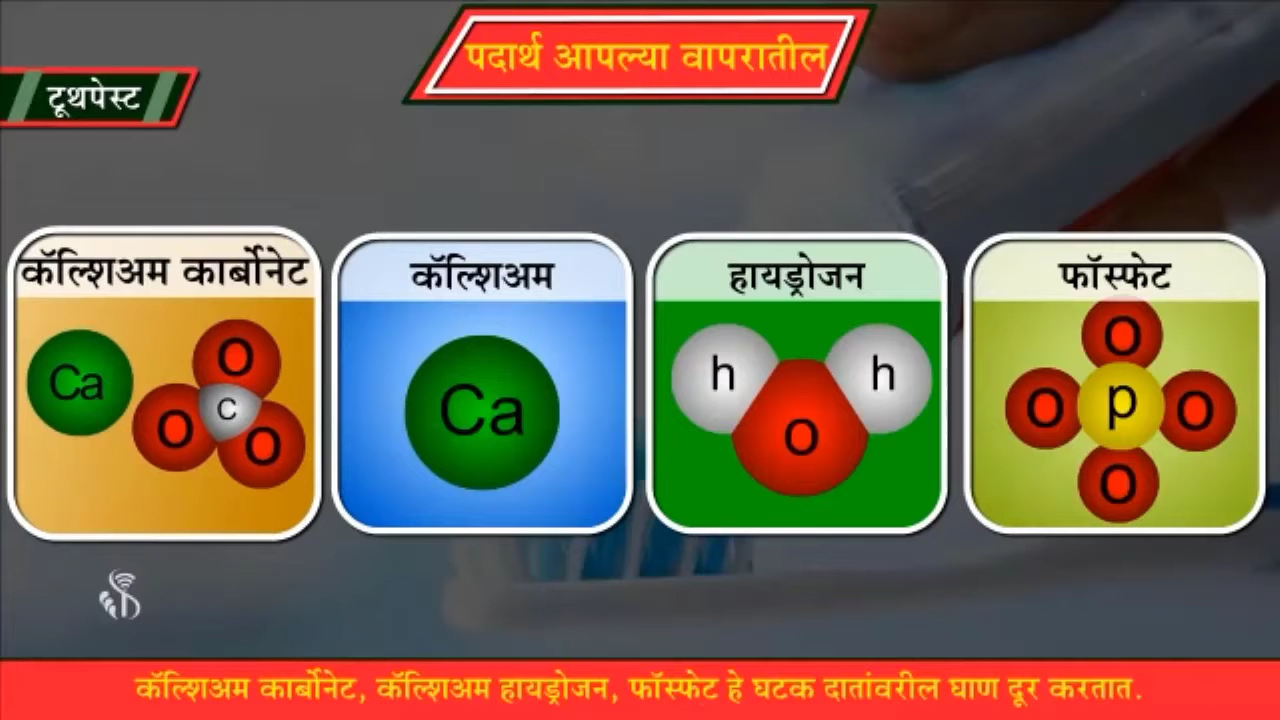 पदार्थ आपल्या वापरातील
टूथपेस्ट
कॅल्शिअम कार्बोनेट
Ca
O
C
O
O
कॅल्शिअम
Ca
हायड्रोजन
h
h
O
फॉस्फेट
O
O
p
O
O
कॅल्शिअम कार्बोनेट, कॅल्शिअम हायड्रोजन, फॉस्फेट हे घटक दातांवरील घाण दूर करतात.